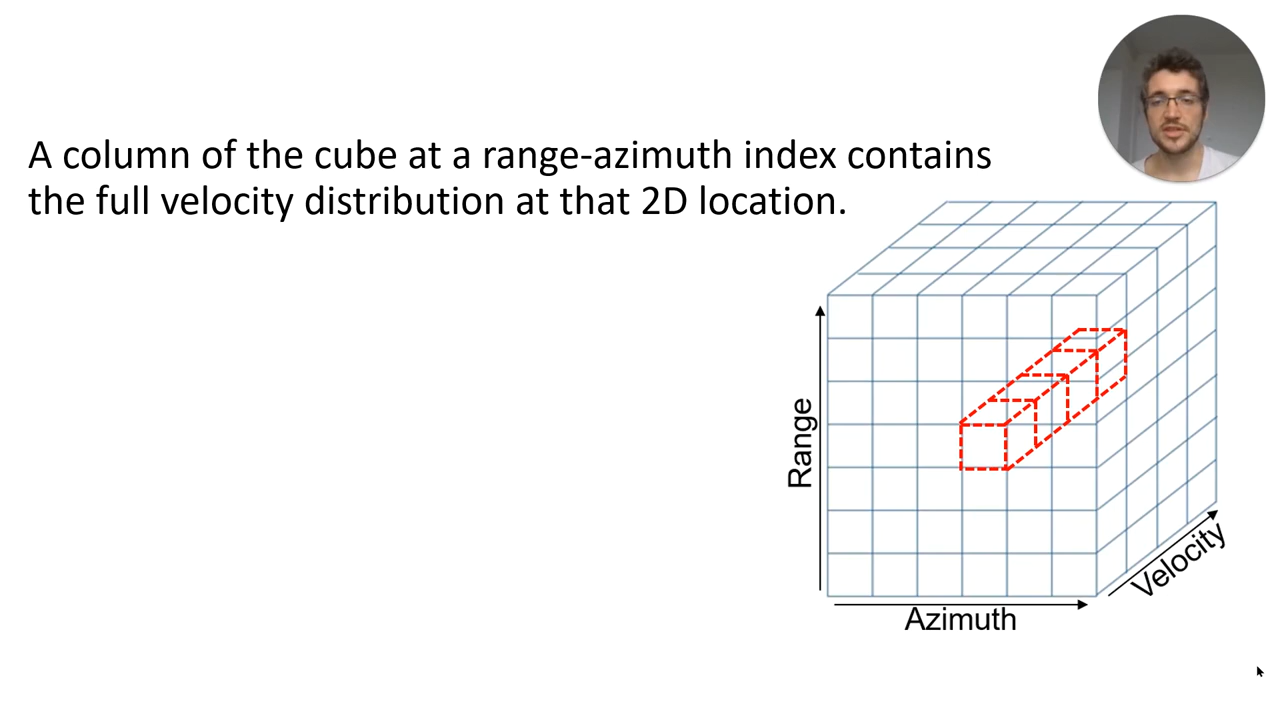 A column of the cube at a range-azimuth index contains
the full velocity distribution at that 2D location.
Range
Velocity
Azimuth